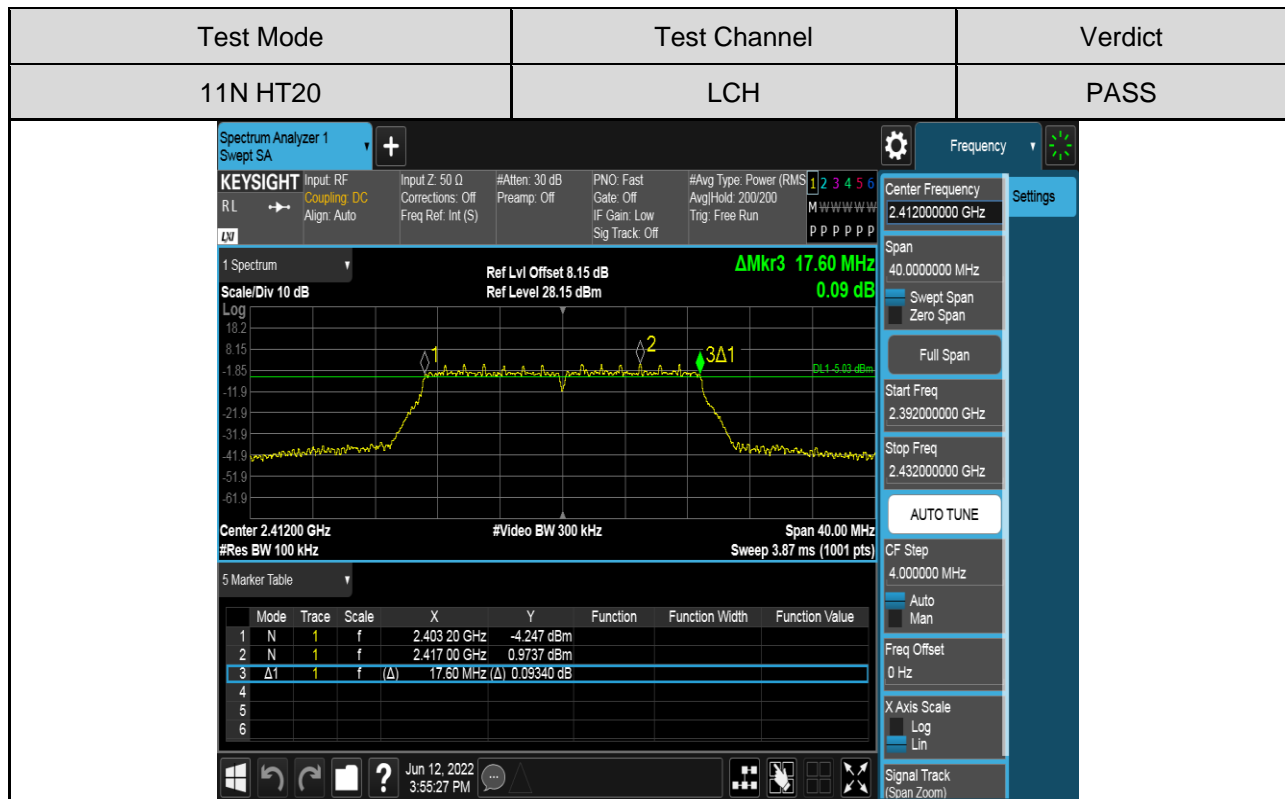 Test Mode Test Channel Verdict
11N HT20 LCH PASS
Spectrum Analyzer 1
Swept SA
+
Frequency
KEYSIGHT
RL
LXI
Input: RF
Coupling: DC
Align: Auto
Input Z: 50 Ω
Corrections: Off
Freq Ref: Int (S)
#Atten: 30 dB
Preamp: Off
PNO: Fast
Gate: Off
IF Gain: Low
Sig Track: Off
#Avg Type: Power (RMS
Avg|Hold: 200/200
Trig: Free Run
1 2 3 4 5 6
M W W W W W
P P P P P P
1 Spectrum
Scale/Div 10 dB
Ref Lvl Offset 8.15 dB
Ref Level 28.15 dBm
ΔMkr3 17.60 MHz
0.09 dB
Log
18.2
8.15
-1.85
-11.9
-21.9
-31.9
-41.9
-51.9
-61.9
1
2
3Δ1
DL1 -5.03 dBm
Center 2.41200 GHz #Video BW 300 kHz Span 40.00 MHz
#Res BW 100 kHz Sweep 3.87 ms (1001 pts)
5 Marker Table
Mode Trace Scale X Y Function Function Width Function Value
1 N 1 f 2.403 20 GHz -4.247 dBm
2 N 1 f 2.417 00 GHz 0.9737 dBm
3 Δ1 1 f (Δ) 17.60 MHz (Δ) 0.09340 dB
4
5
6
? Jun 12, 2022
3:55:27 PM
Center Frequency
2.412000000 GHz
Settings
Span
40.0000000 MHz
Swept Span
Zero Span
Full Span
Start Freq
2.392000000 GHz
Stop Freq
2.432000000 GHz
AUTO TUNE
CF Step
4.000000 MHz
Auto
Man
Freq Offset
0 Hz
X Axis Scale
Log
Lin
Signal Track
(Span Zoom)